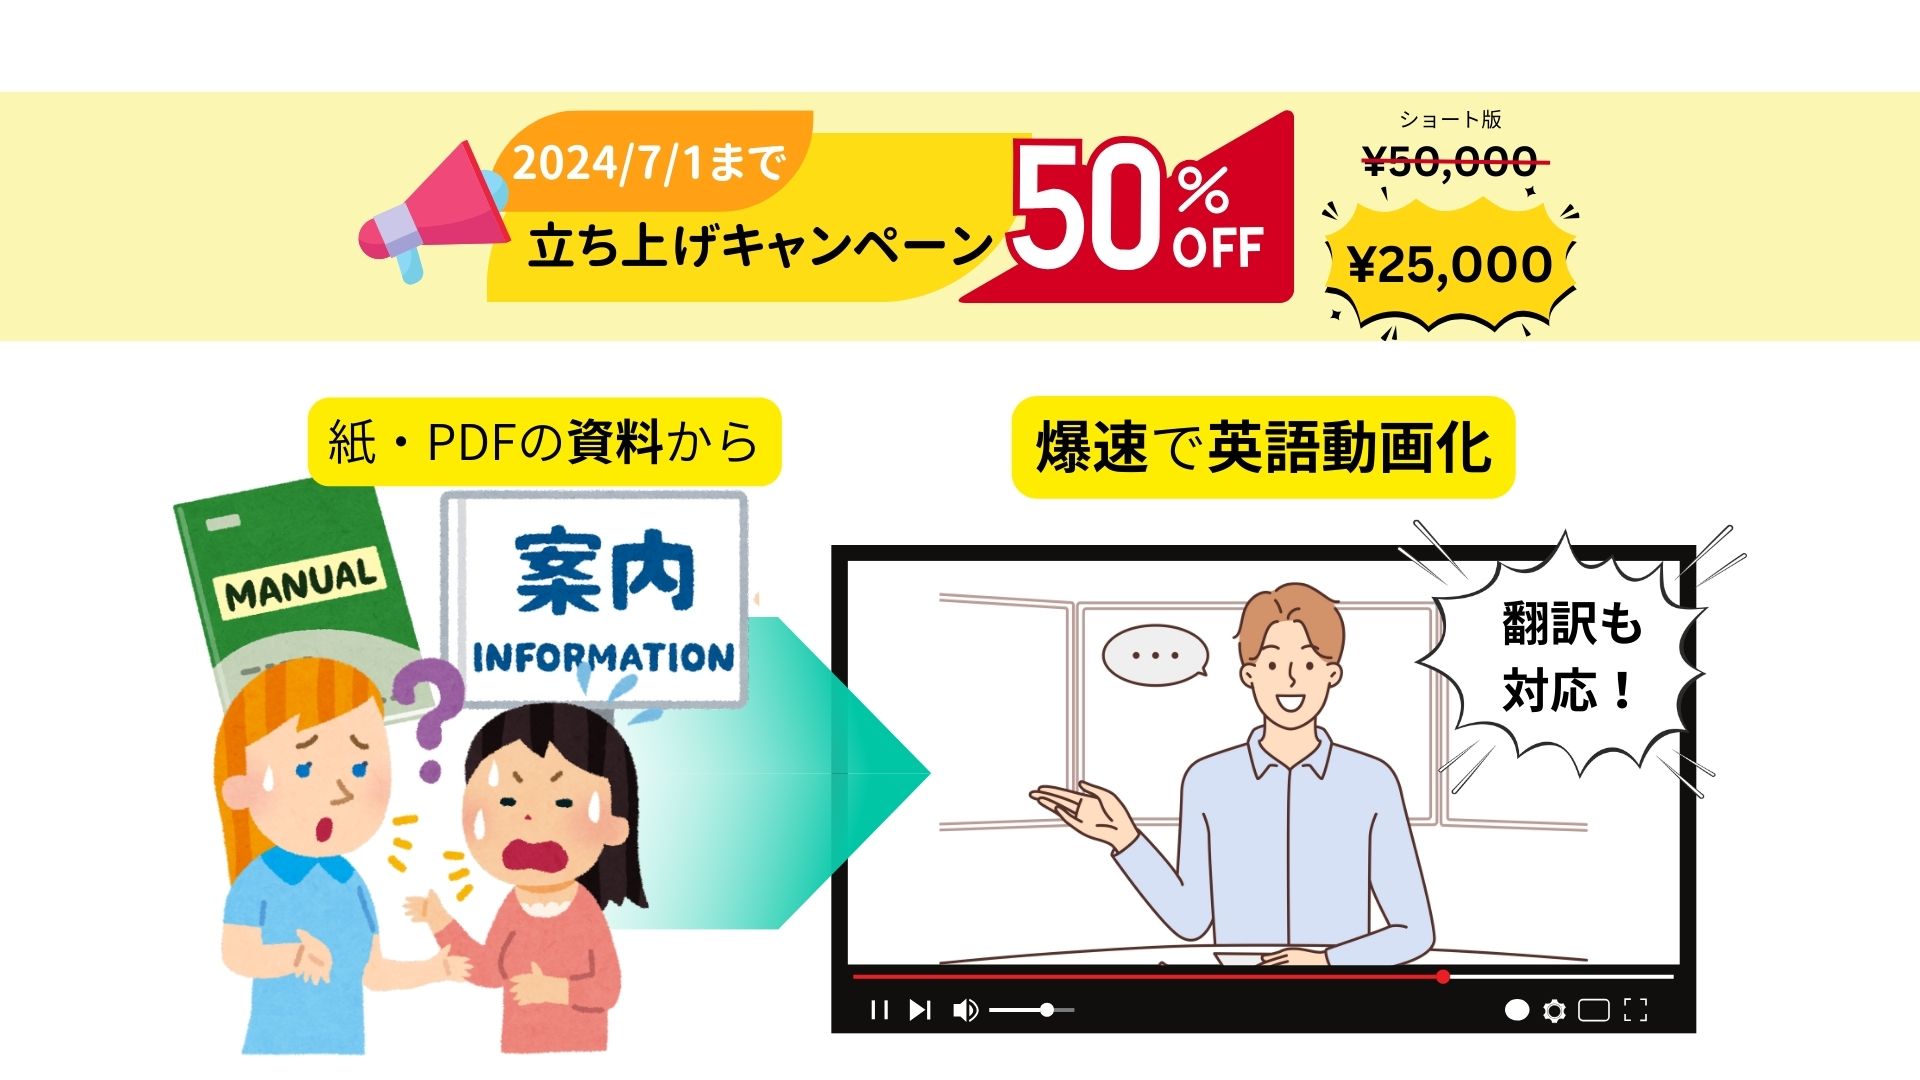 2024/7/1まで
立ち上げキャンペーン
50%
OFF
ショート版
¥50,000
¥25,000
紙・PDFの資料から
爆速で英語動画化
MANUAL
案内
INFORMATION
?
翻訳も
対応！